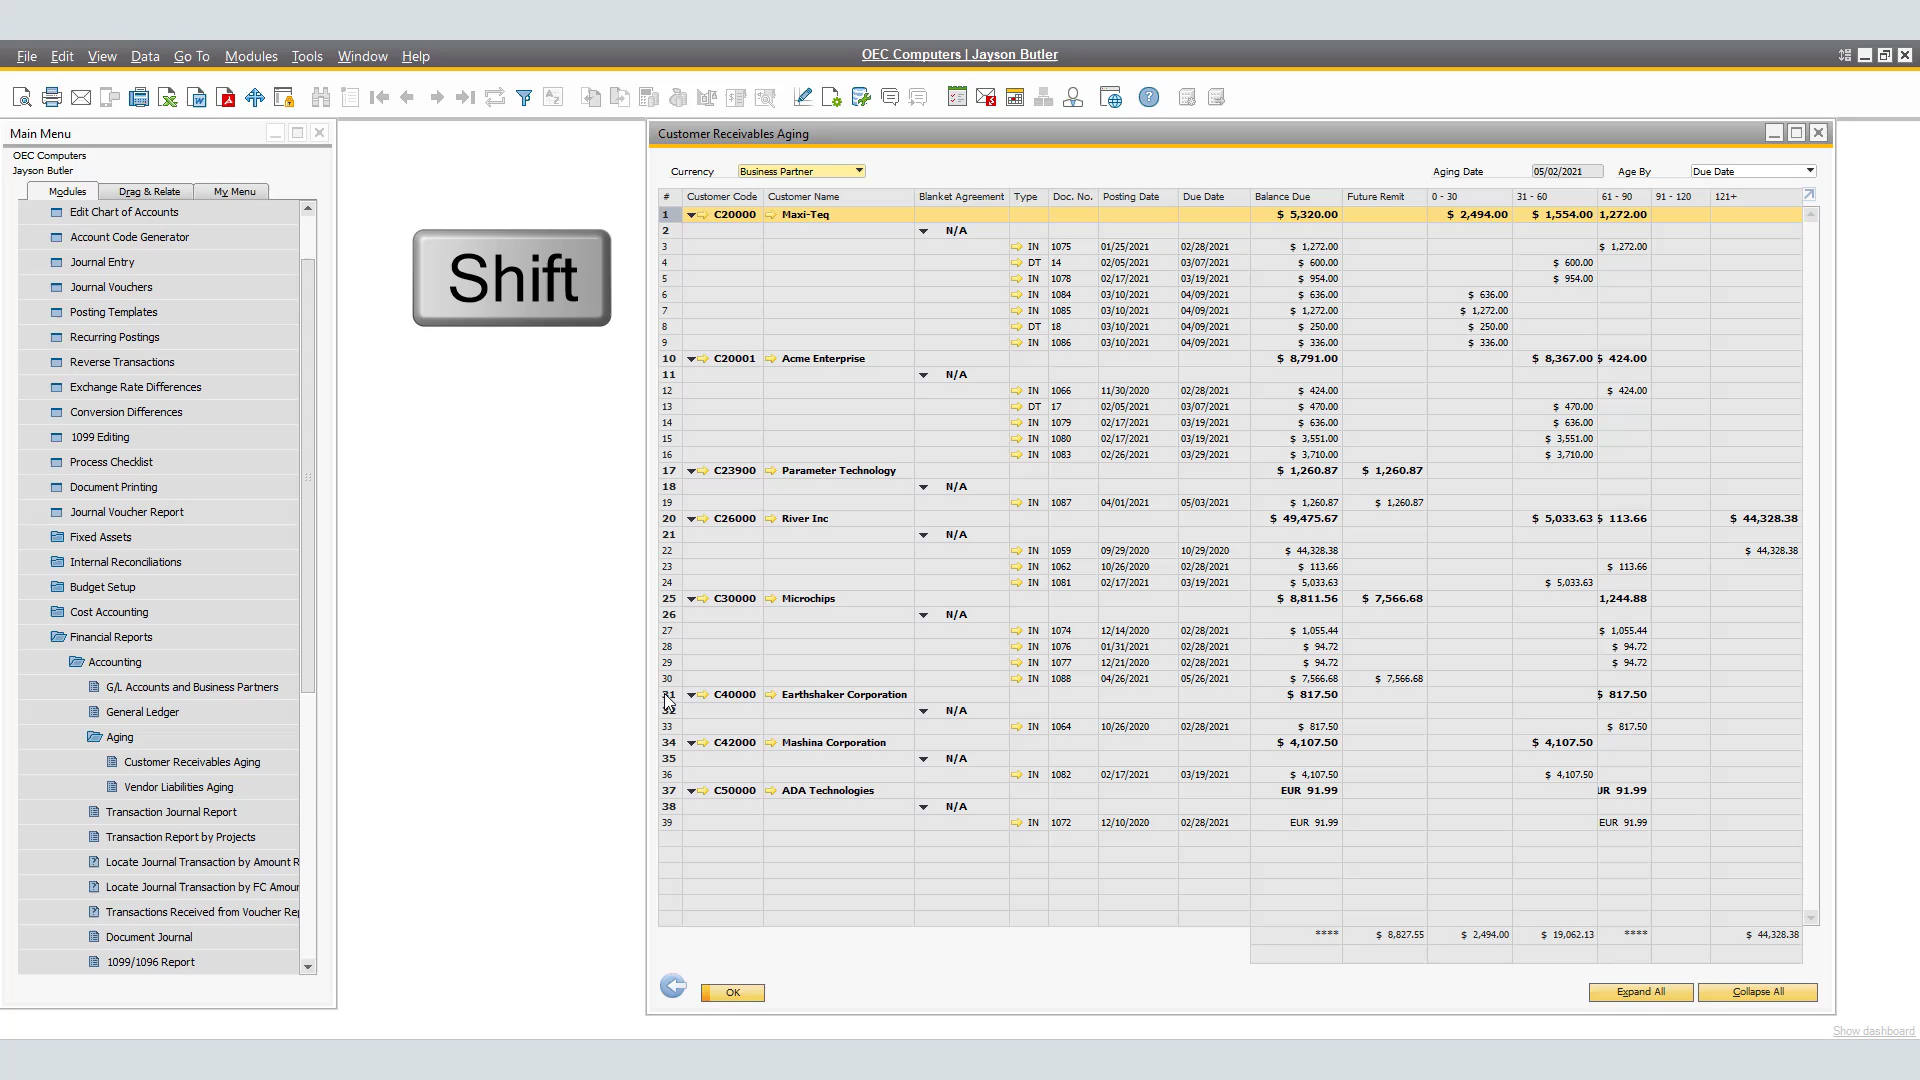 File Edit View Data Go To Modules Tools Window Help
OEC Computers | Jayson Butler
Main Menu
OEC Computers
Jayson Butler
Modules Drag & Relate My Menu
Edit Chart of Accounts
Account Code Generator
Journal Entry
Journal Vouchers
Posting Templates
Recurring Postings
Reverse Transactions
Exchange Rate Differences
Conversion Differences
1099 Editing
Process Checklist
Document Printing
Journal Voucher Report
Fixed Assets
Internal Reconciliations
Budget Setup
Cost Accounting
Financial Reports
Accounting
G/L Accounts and Business Partners
General Ledger
Aging
Customer Receivables Aging
Vendor Liabilities Aging
Transaction Journal Report
Transaction Report by Projects
Locate Journal Transaction by Amount R
Locate Journal Transaction by FC Amour
Transactions Received from Voucher Rep
Document Journal
1099/1096 Report
Shift
Customer Receivables Aging
Currency Business Partner Aging Date 05/02/2021 Age By Due Date
# Customer Code Customer Name Blanket Agreement Type Doc. No. Posting Date Due Date Balance Due Future Remit 0 - 30 31 - 60 61 - 90 91 - 120 121+
1 C20000 Maxi-Teq $ 5,320.00 $ 2,494.00 $ 1,554.00 1,272.00
2 N/A
3 IN 1075 01/25/2021 02/28/2021 $ 1,272.00 $ 1,272.00
4 DT 14 02/05/2021 03/07/2021 $ 600.00 $ 600.00
5 IN 1078 02/17/2021 03/19/2021 $ 954.00 $ 954.00
6 IN 1084 03/10/2021 04/09/2021 $ 636.00 $ 636.00
7 IN 1085 03/10/2021 04/09/2021 $ 1,272.00 $ 1,272.00
8 DT 18 03/10/2021 04/09/2021 $ 250.00 $ 250.00
9 IN 1086 03/10/2021 04/09/2021 $ 336.00 $ 336.00
10 C20001 Acme Enterprise $ 8,791.00 $ 8,367.00 $ 424.00
11 N/A
12 IN 1066 11/30/2020 02/28/2021 $ 424.00 $ 424.00
13 DT 17 02/05/2021 03/07/2021 $ 470.00 $ 470.00
14 IN 1079 02/17/2021 03/19/2021 $ 636.00 $ 636.00
15 IN 1080 02/17/2021 03/19/2021 $ 3,551.00 $ 3,551.00
16 IN 1083 02/26/2021 03/29/2021 $ 3,710.00 $ 3,710.00
17 C23900 Parameter Technology $ 1,260.87 $ 1,260.87
18 N/A
19 IN 1087 04/01/2021 05/03/2021 $ 1,260.87 $ 1,260.87
20 C26000 River Inc $ 49,475.67 $ 5,033.63 $ 113.66 $ 44,328.38
21 N/A
22 IN 1059 09/29/2020 10/29/2020 $ 44,328.38 $ 44,328.38
23 IN 1062 10/26/2020 02/28/2021 $ 113.66 $ 113.66
24 IN 1081 02/17/2021 03/19/2021 $ 5,033.63 $ 5,033.63
25 C30000 Microchips $ 8,811.56 $ 7,566.68 1,244.88
26 N/A
27 IN 1074 12/14/2020 02/28/2021 $ 1,055.44 $ 1,055.44
28 IN 1076 01/31/2021 02/28/2021 $ 94.72 $ 94.72
29 IN 1077 12/21/2020 02/28/2021 $ 94.72 $ 94.72
30 IN 1088 04/26/2021 05/26/2021 $ 7,566.68 $ 7,566.68
31 C40000 Earthshaker Corporation $ 817.50 $ 817.50
32 N/A
33 IN 1064 10/26/2020 02/28/2021 $ 817.50 $ 817.50
34 C42000 Mashina Corporation $ 4,107.50 $ 4,107.50
35 N/A
36 IN 1082 02/17/2021 03/19/2021 $ 4,107.50 $ 4,107.50
37 C50000 ADA Technologies EUR 91.99 UR 91.99
38 N/A
39 IN 1072 12/10/2020 02/28/2021 EUR 91.99 EUR 91.99
**** $ 8,827.55 $ 2,494.00 $ 19,062.13 **** $ 44,328.38
OK Expand All Collapse All
Show dashboard